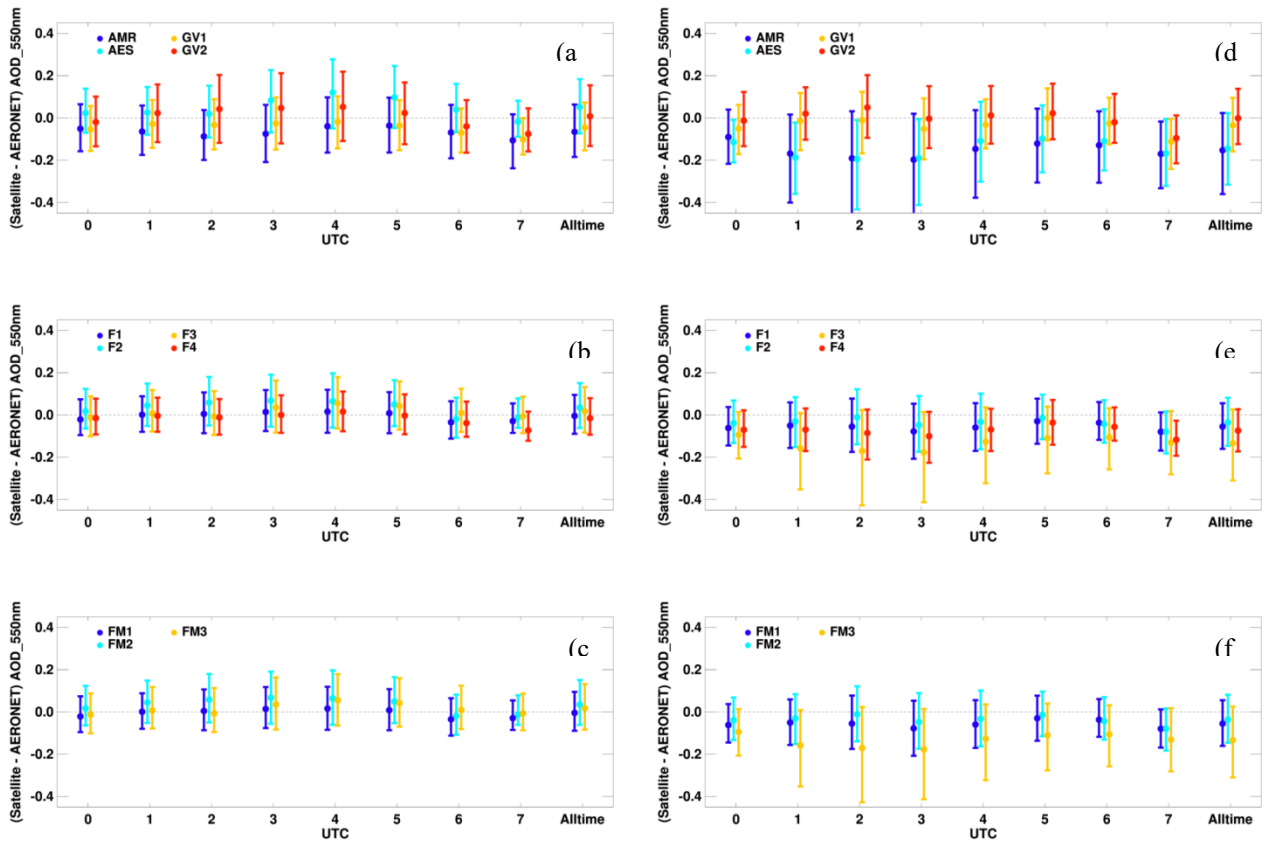 (Satellite - AERONET) AOD_550nm
0.4
0.2
0.0
-0.2
-0.4
AMR GV1
AES GV2
(a
0 1 2 3 4 5 6 7 Alltime
UTC
(Satellite - AERONET) AOD_550nm
0.4
0.2
0.0
-0.2
-0.4
AMR GV1
AES GV2
(d
0 1 2 3 4 5 6 7 Alltime
UTC
(Satellite - AERONET) AOD_550nm
0.4
0.2
0.0
-0.2
-0.4
F1 F3
F2 F4
(b
0 1 2 3 4 5 6 7 Alltime
UTC
(Satellite - AERONET) AOD_550nm
0.4
0.2
0.0
-0.2
-0.4
F1 F3
F2 F4
(e
0 1 2 3 4 5 6 7 Alltime
UTC
(Satellite - AERONET) AOD_550nm
0.4
0.2
0.0
-0.2
-0.4
FM1 FM3
FM2
(c
0 1 2 3 4 5 6 7 Alltime
UTC
(Satellite - AERONET) AOD_550nm
0.4
0.2
0.0
-0.2
-0.4
FM1 FM3
FM2
(f
0 1 2 3 4 5 6 7 Alltime
UTC